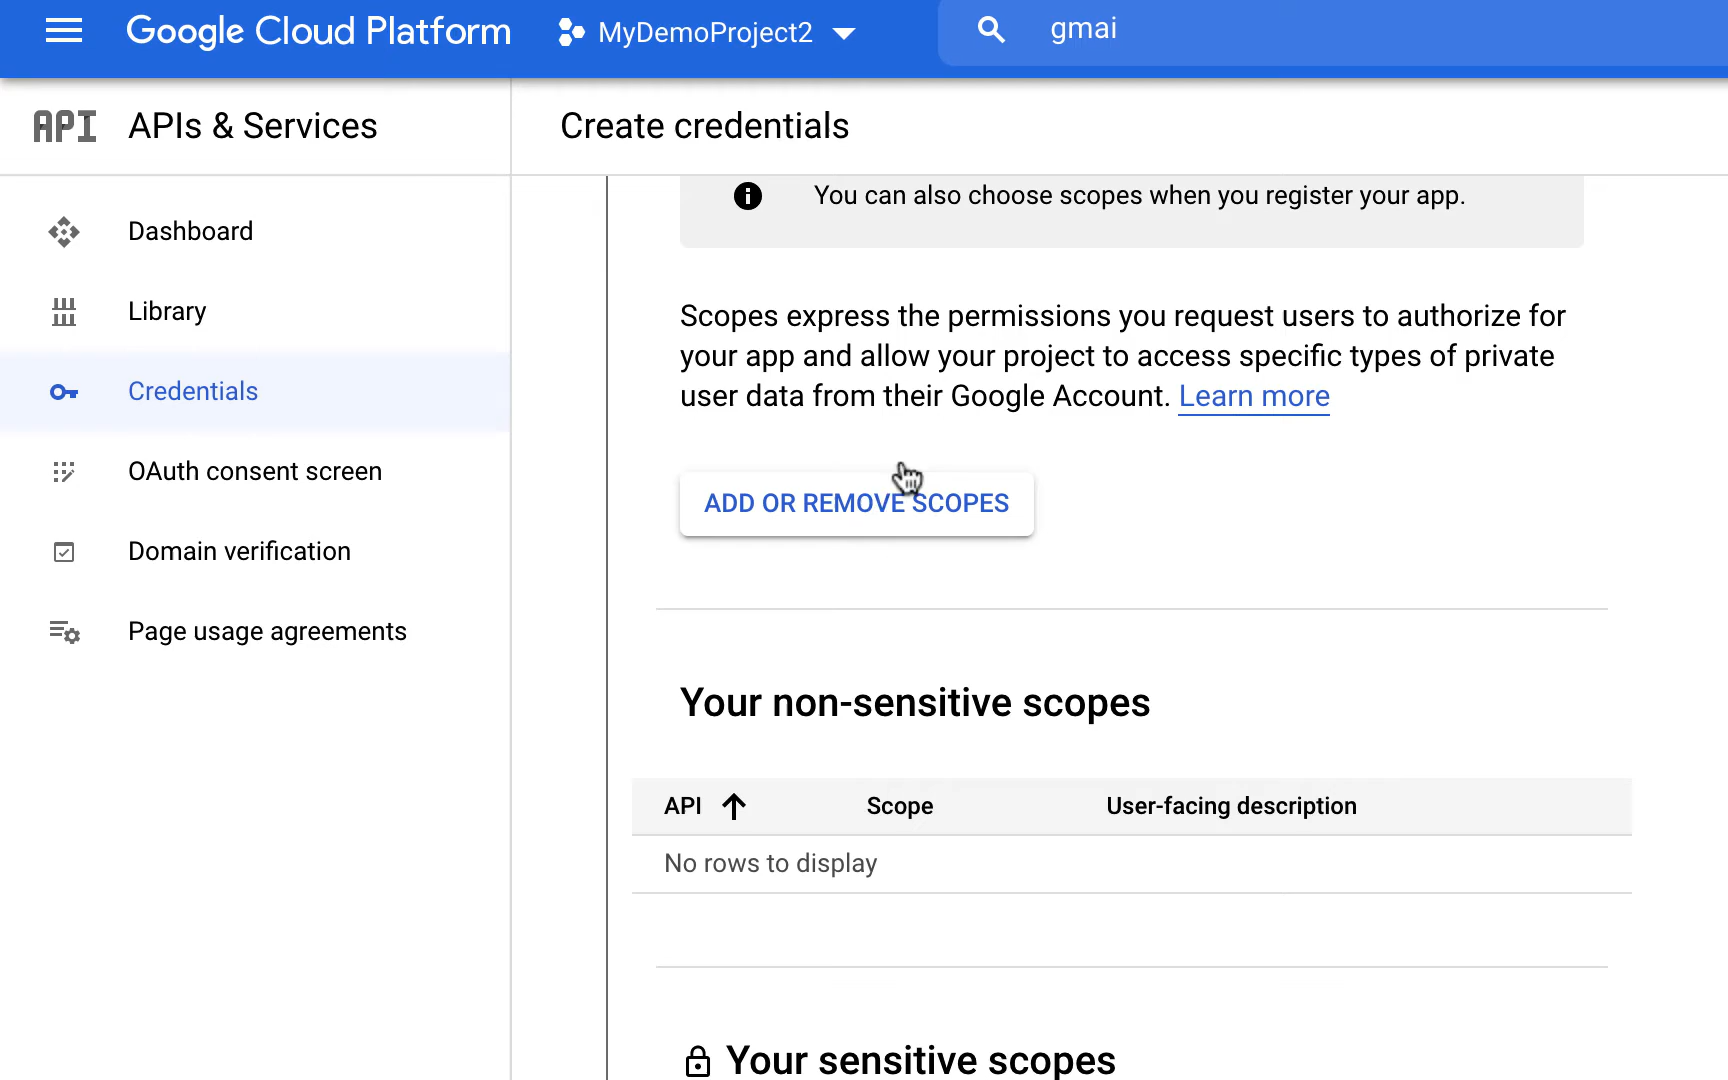 Google Cloud Platform
MyDemoProject2
gmai
API
APIs & Services
Create credentials
Dashboard
Library
Credentials
OAuth consent screen
Domain verification
Page usage agreements
You can also choose scopes when you register your app.
Scopes express the permissions you request users to authorize for
your app and allow your project to access specific types of private
user data from their Google Account. Learn more
ADD OR REMOVE SCOPES
Your non-sensitive scopes
API Scope User-facing description
No rows to display
Your sensitive scopes